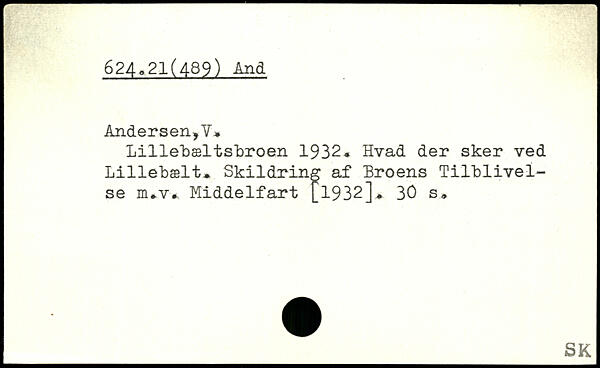 624.21(489) And
Andersen,V.
Lillebæltsbroen 1932. Hvad der sker ved
Lillebælt. Skildring af Broens Tilblivel-
se m.v. Middelfart [1932]. 30 s.
SK